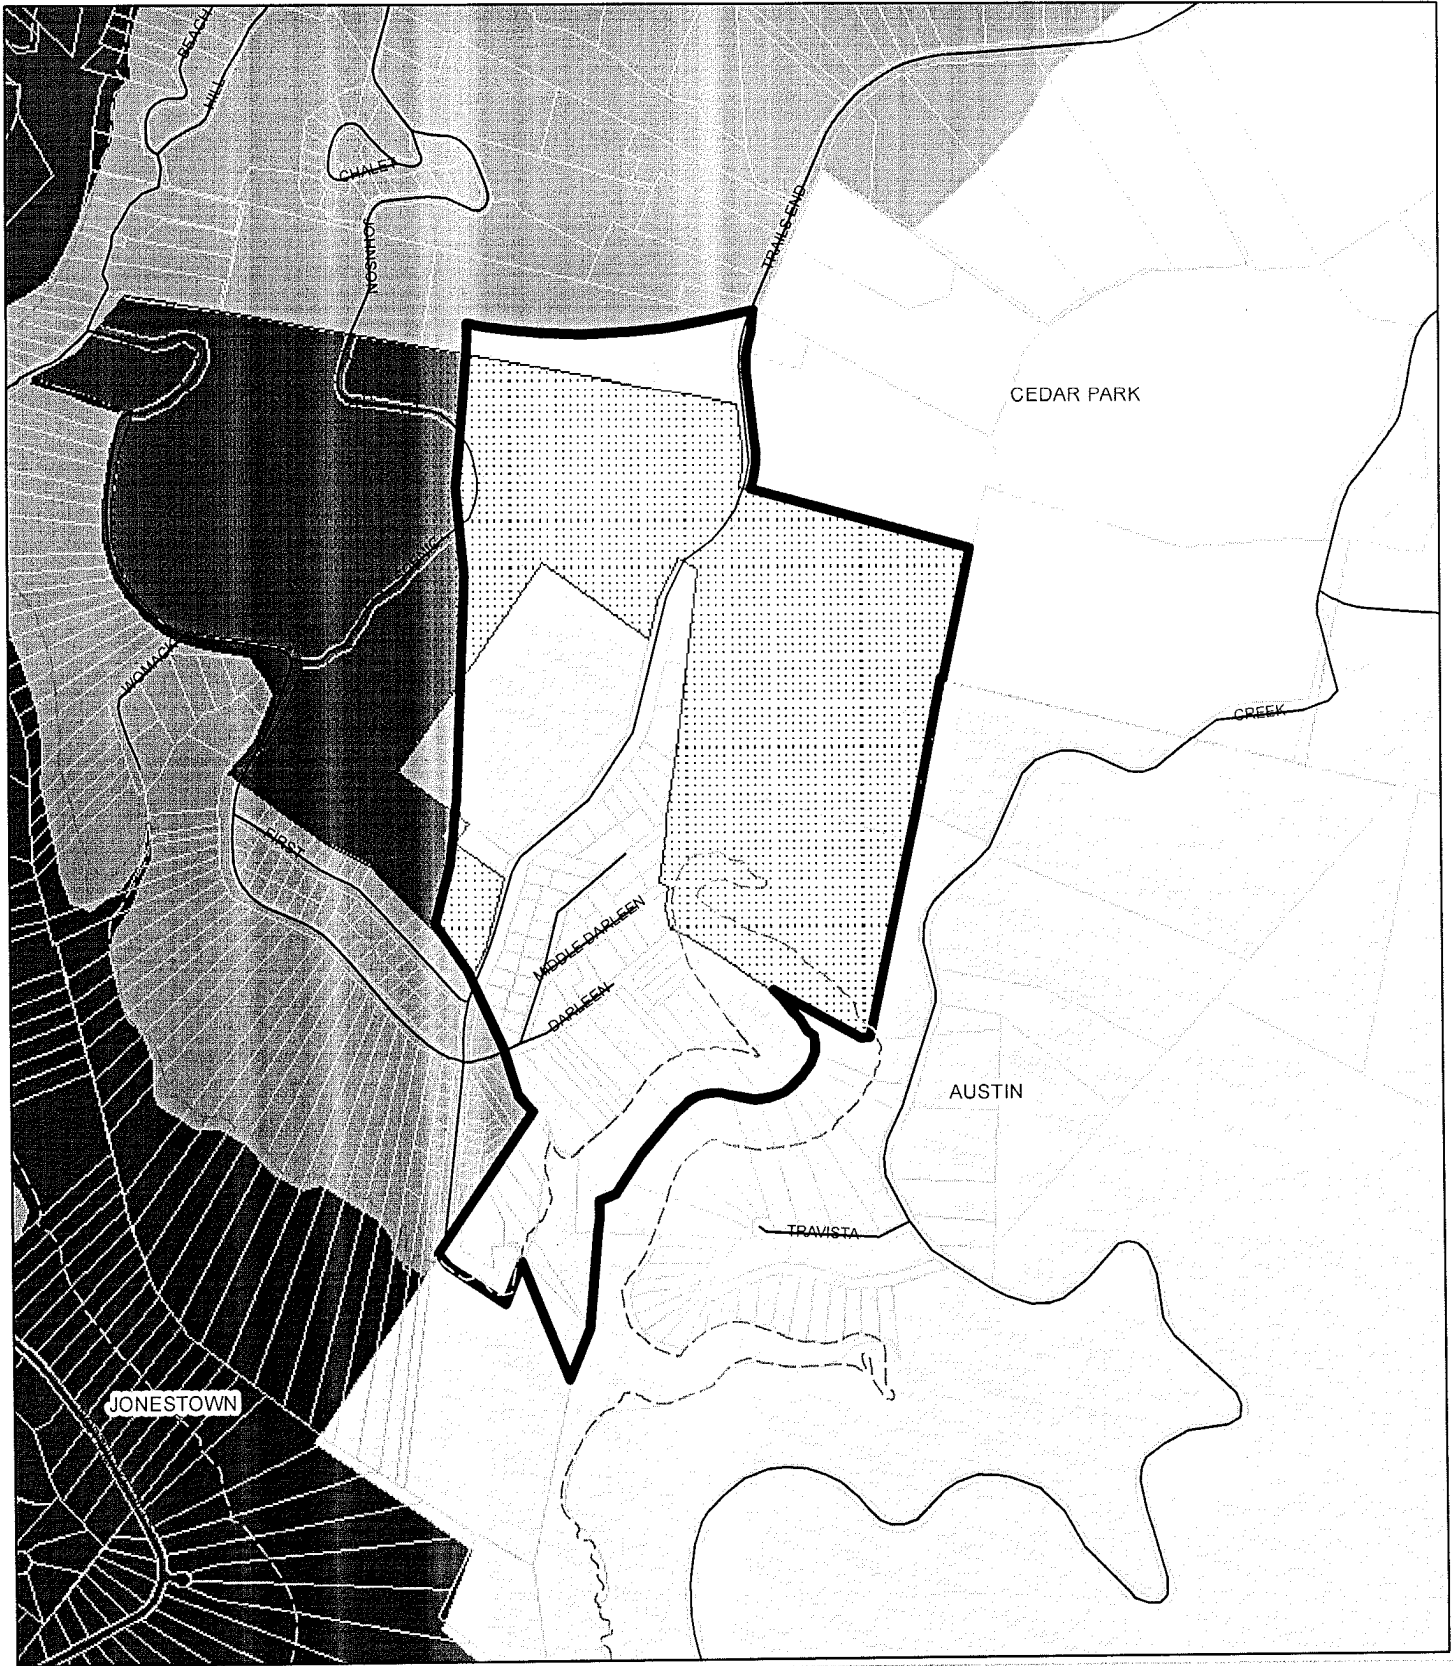 BEACH
HILL
CHALET
JOHNSON
TRAILS END
CEDAR PARK
WOMACK
CREEK
FIRST
MIDDLE DARLEEN
DARLEEN
AUSTIN
TRAVISTA
JONESTOWN